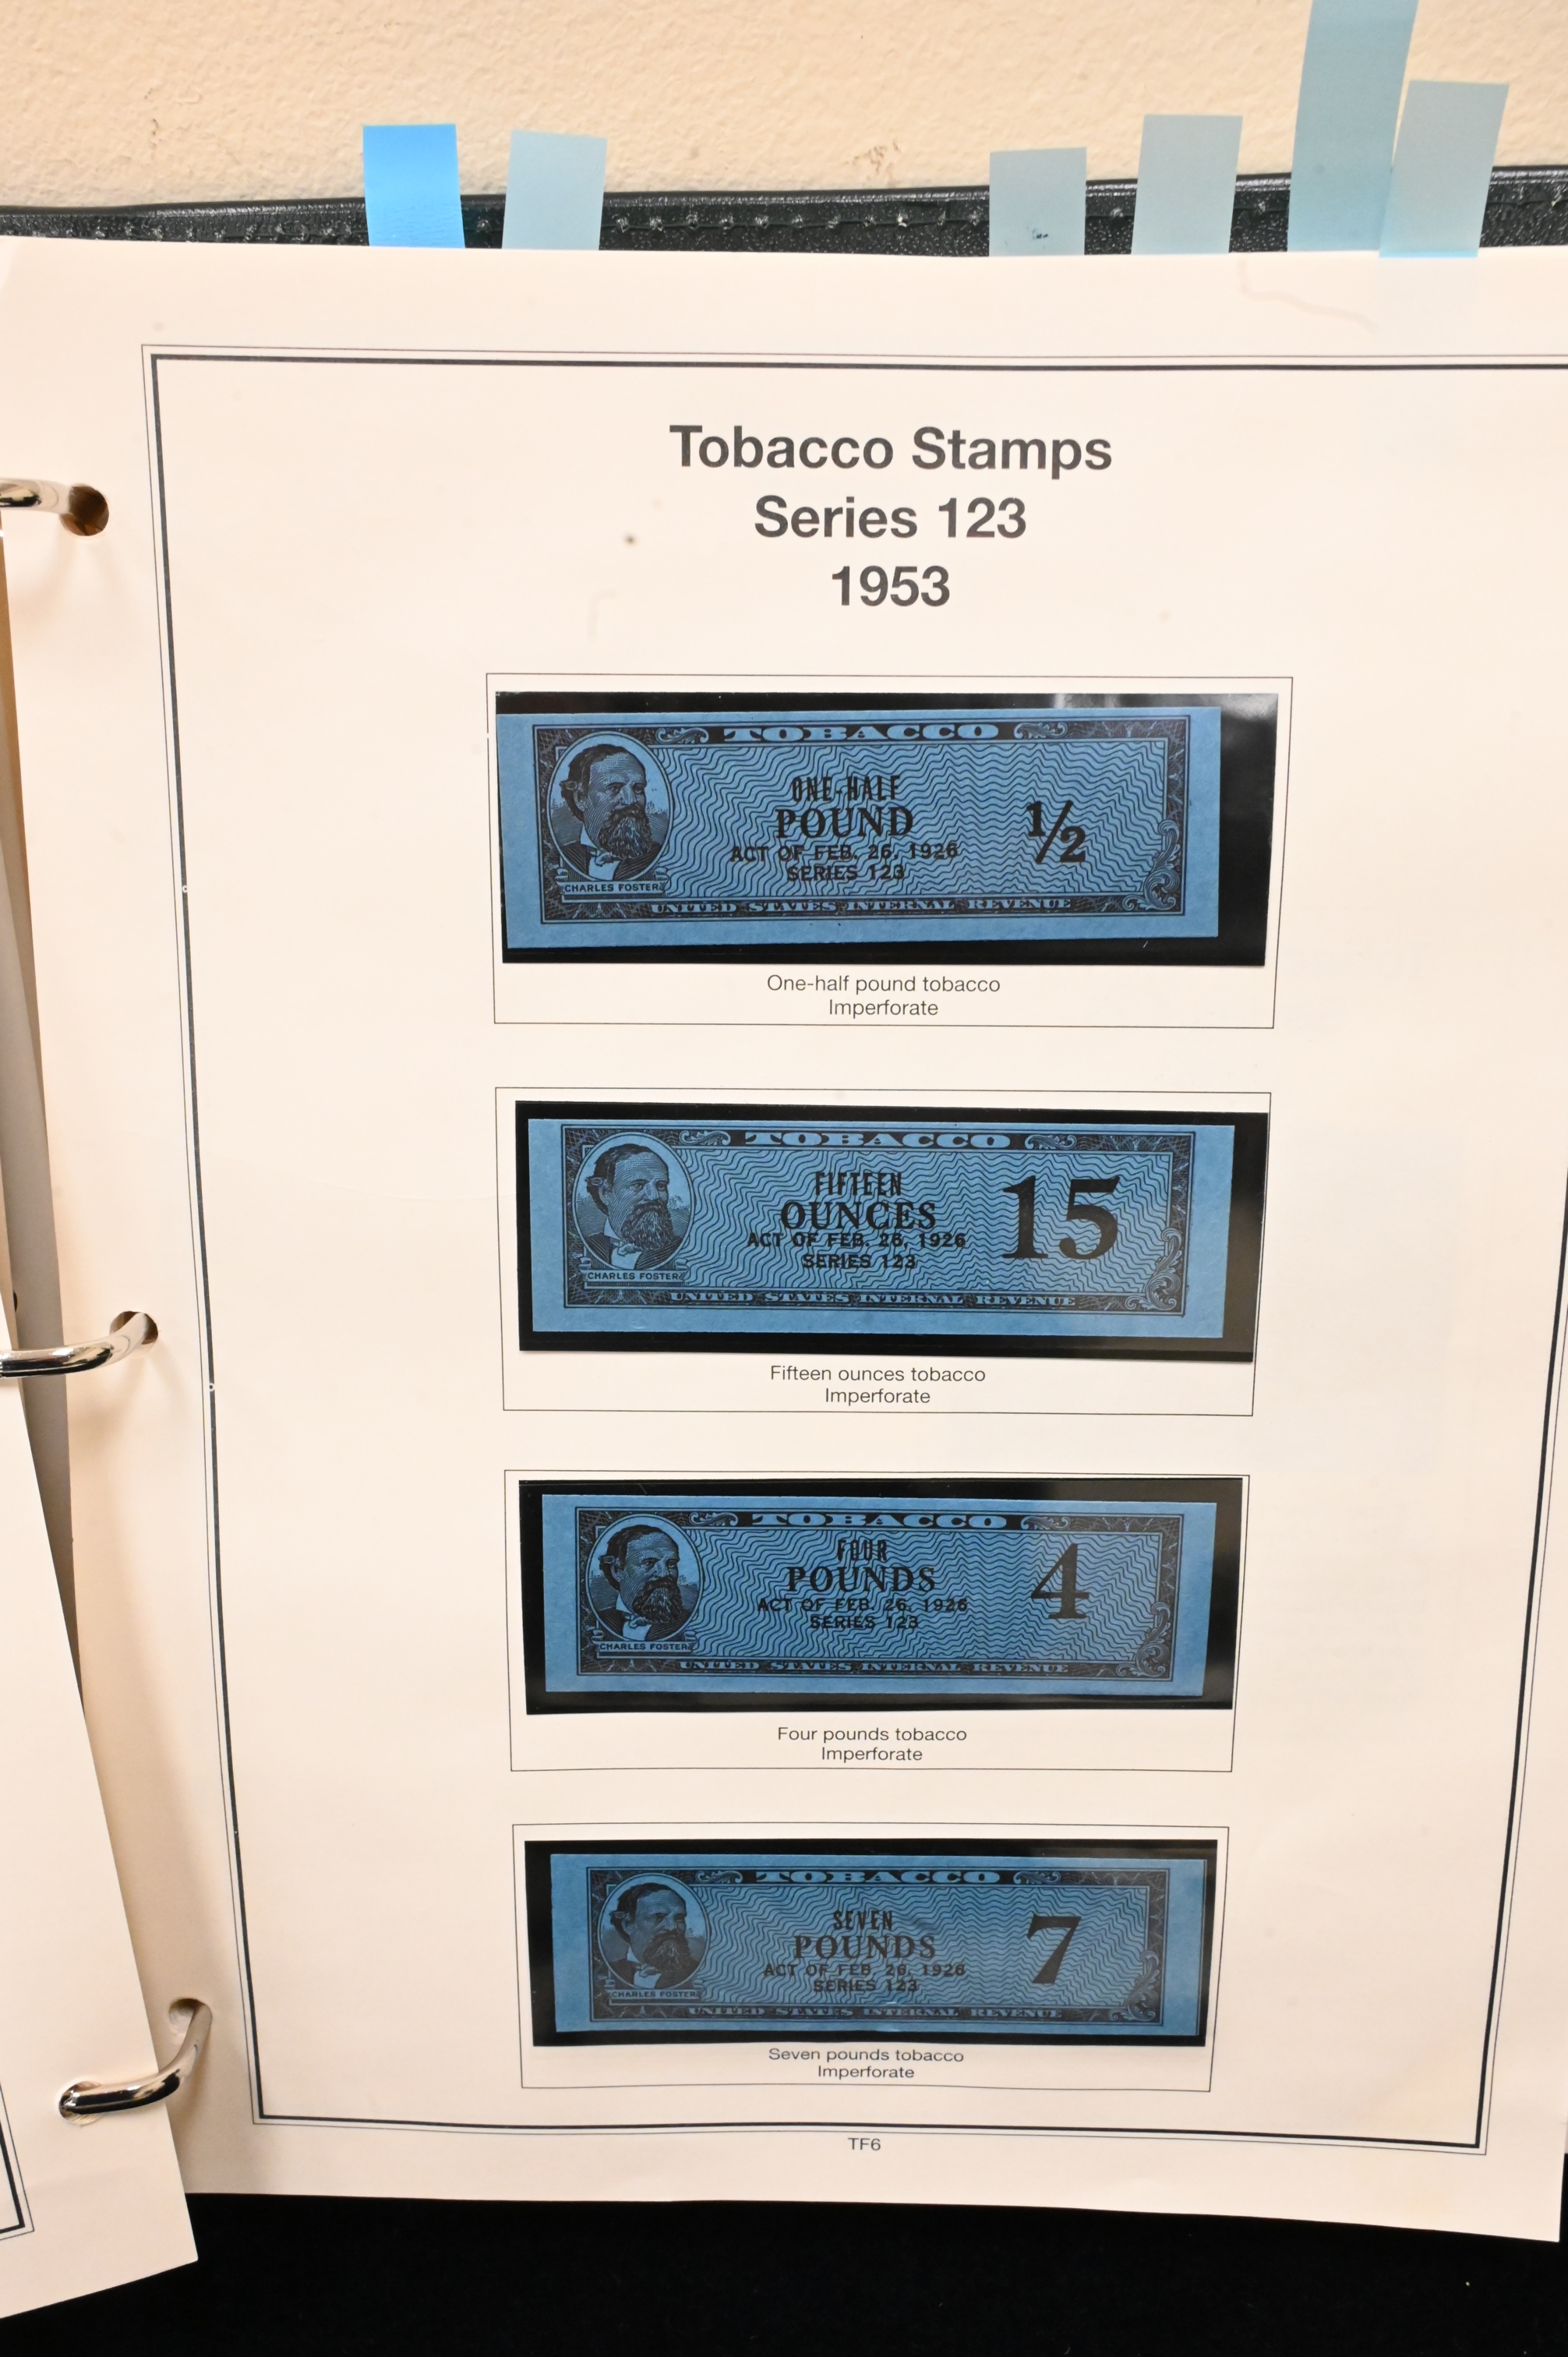 Tobacco Stamps
Series 123
1953
TOBACCO
ONE-HALF
POUND
ACT OF FEB. 26, 1926
SERIES 123
1/2
CHARLES FOSTER
UNITED STATES INTERNAL REVENUE
One-half pound tobacco
Imperforate
TOBACCO
FIFTEEN
OUNCES
ACT OF FEB. 26, 1926
SERIES 123
15
CHARLES FOSTER
UNITED STATES INTERNAL REVENUE
Fifteen ounces tobacco
Imperforate
TOBACCO
FOUR
POUNDS
ACT OF FEB. 26, 1926
SERIES 123
4
CHARLES FOSTER
UNITED STATES INTERNAL REVENUE
Four pounds tobacco
Imperforate
TOBACCO
SEVEN
POUNDS
ACT OF FEB. 26, 1926
SERIES 123
7
CHARLES FOSTER
UNITED STATES INTERNAL REVENUE
Seven pounds tobacco
Imperforate
TF6